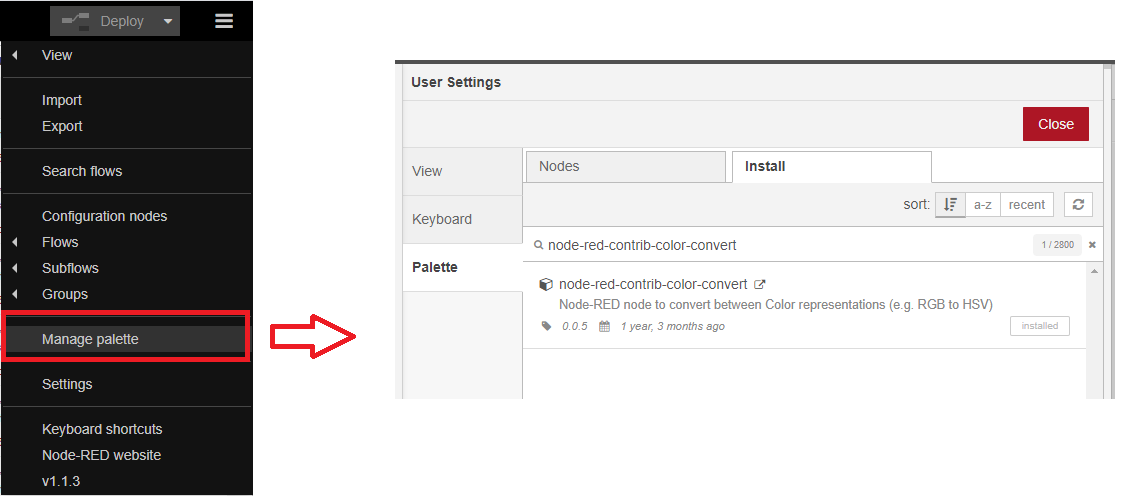 Deploy
View
Import
Export
Search flows
Configuration nodes
Flows
Subflows
Groups
Manage palette
Settings
Keyboard shortcuts
Node-RED website
v1.1.3
User Settings
Close
View
Keyboard
Palette
Nodes
Install
sort: a-z recent
node-red-contrib-color-convert 1 / 2800
node-red-contrib-color-convert
Node-RED node to convert between Color representations (e.g. RGB to HSV)
0.0.5 1 year, 3 months ago installed